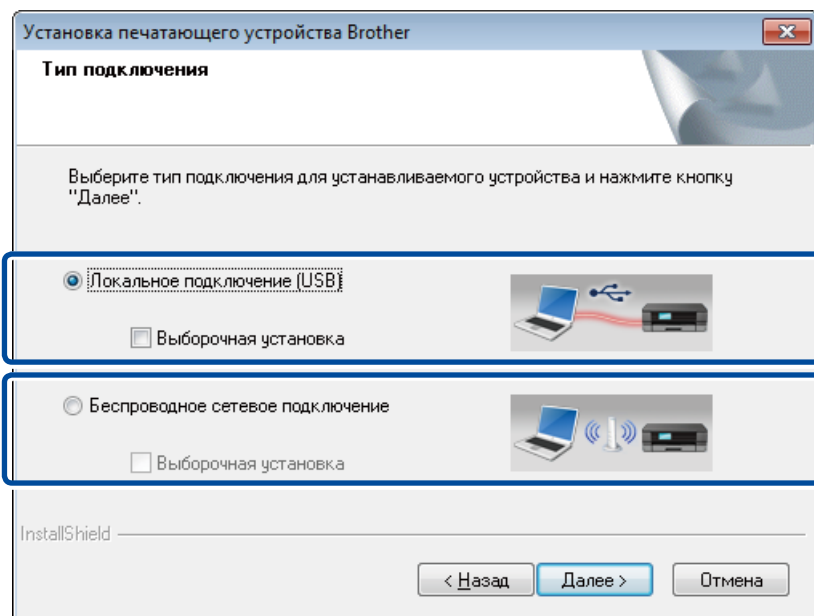 Установка печатающего устройства Brother
Тип подключения
Выберите тип подключения для устанавливаемого устройства и нажмите кнопку
"Далее".
Локальное подключение (USB)
Выборочная установка
Беспроводное сетевое подключение
Выборочная установка
InstallShield
< Назад
Далее >
Отмена